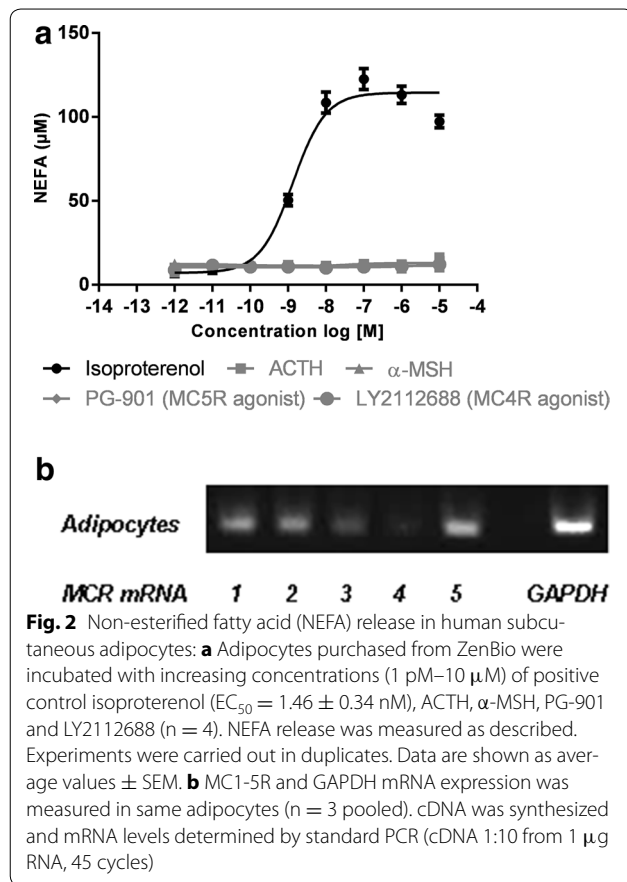 a
150
100
50
0
NEFA (µM)
-14 -13 -12 -11 -10 -9 -8 -7 -6 -5 -4
Concentration log [M]
Isoproterenol ACTH α-MSH
PG-901 (MC5R agonist) LY2112688 (MC4R agonist)
b
Adipocytes
MCR mRNA 1 2 3 4 5 GAPDH
Fig. 2 Non-esterified fatty acid (NEFA) release in human subcu-
taneous adipocytes: a Adipocytes purchased from ZenBio were
incubated with increasing concentrations (1 pM–10 μM) of positive
control isoproterenol (EC50 = 1.46 ± 0.34 nM), ACTH, α-MSH, PG-901
and LY2112688 (n = 4). NEFA release was measured as described.
Experiments were carried out in duplicates. Data are shown as aver-
age values ± SEM. b MC1-5R and GAPDH mRNA expression was
measured in same adipocytes (n = 3 pooled). cDNA was synthesized
and mRNA levels determined by standard PCR (cDNA 1:10 from 1 μg
RNA, 45 cycles)